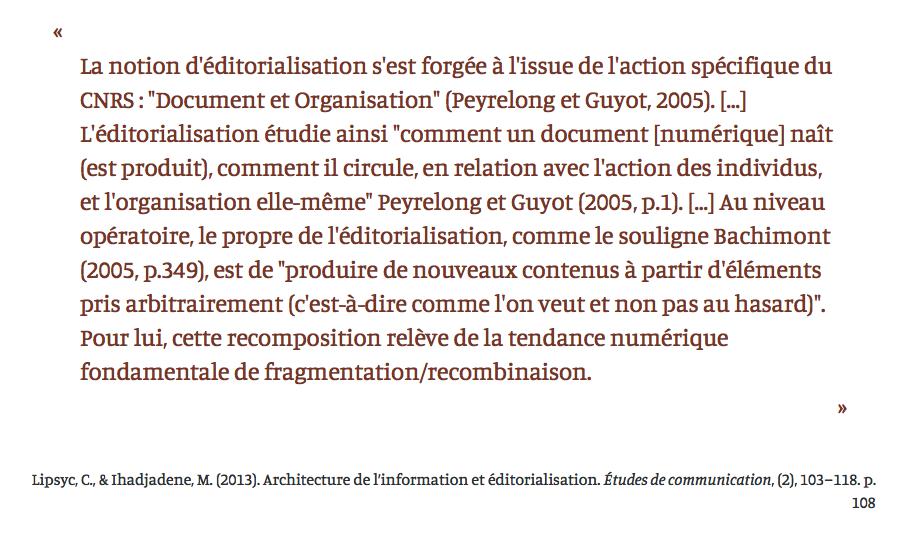 «
La notion d'éditorialisation s'est forgée à l'issue de l'action spécifique du
CNRS : "Document et Organisation" (Peyrelong et Guyot, 2005). [...]
L'éditorialisation étudie ainsi "comment un document [numérique] naît
(est produit), comment il circule, en relation avec l'action des individus,
et l'organisation elle-même" Peyrelong et Guyot (2005, p.1). [...] Au niveau
opératoire, le propre de l'éditorialisation, comme le souligne Bachimont
(2005, p.349), est de "produire de nouveaux contenus à partir d'éléments
pris arbitrairement (c'est-à-dire comme l'on veut et non pas au hasard)".
Pour lui, cette recomposition relève de la tendance numérique
fondamentale de fragmentation/recombinaison.
»
Lipsyc, C., & Ihadjadene, M. (2013). Architecture de l'information et éditorialisation. Études de communication, (2), 103–118. p.
108